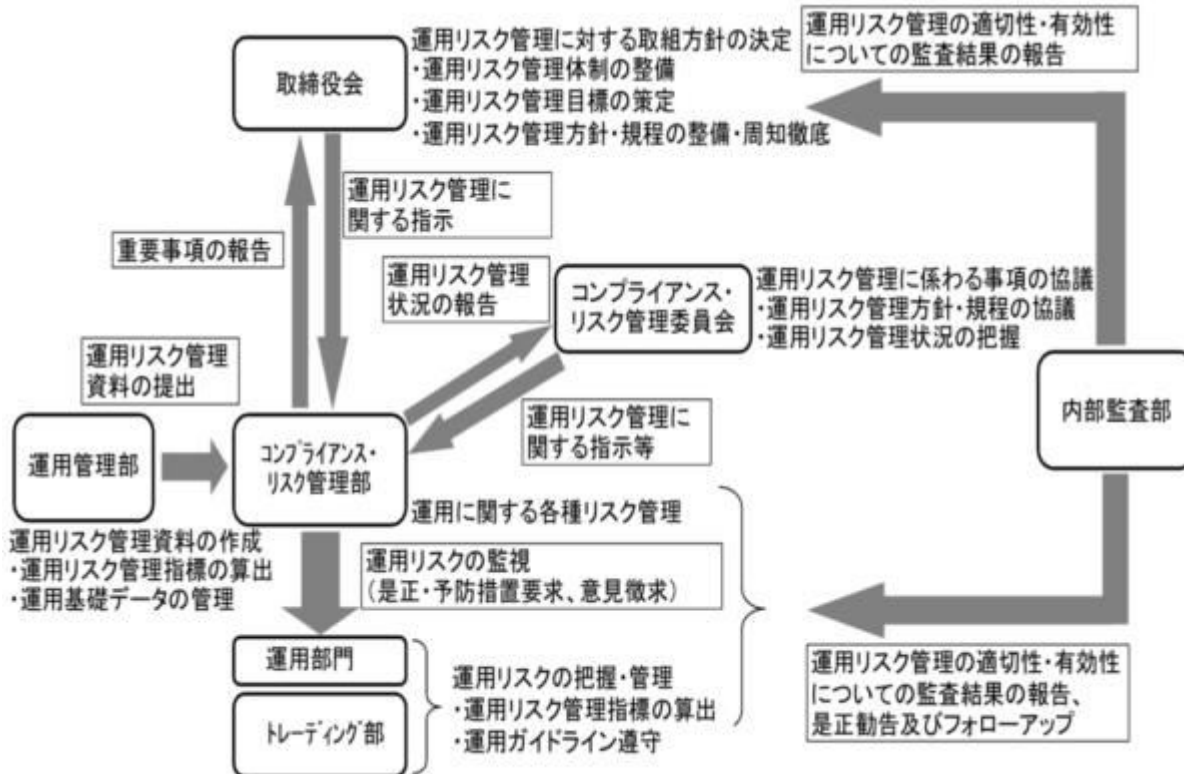 取締役会
運用リスク管理に対する取組方針の決定
・運用リスク管理体制の整備
・運用リスク管理目標の策定
・運用リスク管理方針・規程の整備・周知徹底
運用リスク管理の適切性・有効性
についての監査結果の報告
運用リスク管理に
関する指示
重要事項の報告
運用リスク管理
状況の報告
コンプライアンス・
リスク管理委員会
運用リスク管理に係わる事項の協議
・運用リスク管理方針・規程の協議
・運用リスク管理状況の把握
運用リスク管理
資料の提出
運用リスク管理に
関する指示等
内部監査部
運用管理部
コンプライアンス・
リスク管理部
運用に関する各種リスク管理
運用リスク管理資料の作成
・運用リスク管理指標の算出
・運用基礎データの管理
運用リスクの監視
(是正・予防措置要求、意見徴求)
運用部門
トレーディング部
運用リスクの把握・管理
・運用リスク管理指標の算出
・運用ガイドライン遵守
運用リスク管理の適切性・有効性
についての監査結果の報告、
是正勧告及びフォローアップ